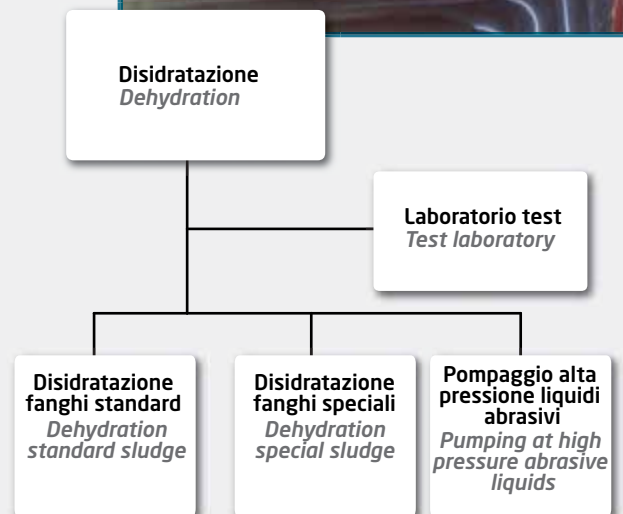 Disidratazione
Dehydration
Laboratorio test
Test laboratory
Disidratazione
fanghi standard
Dehydration
standard sludge
Disidratazione
fanghi speciali
Dehydration
special sludge
Pompaggio alta
pressione liquidi
abrasivi
Pumping at high
pressure abrasive
liquids